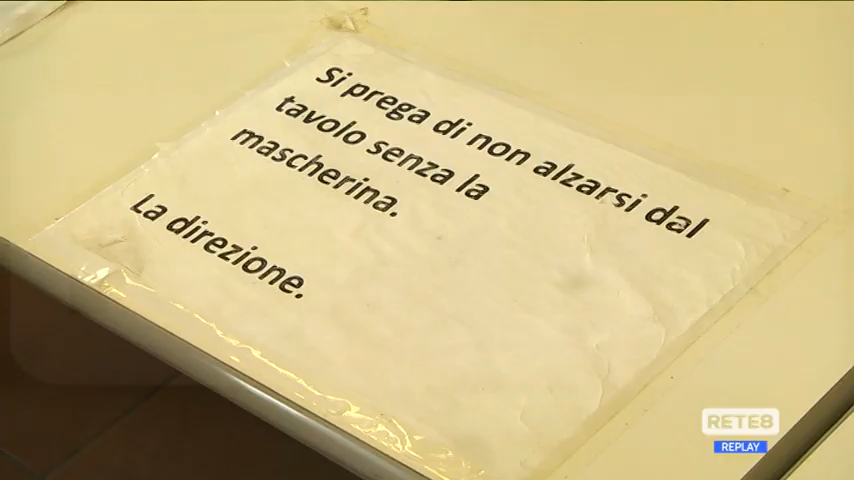 Si prega di non alzarsi dal
tavolo senza la
mascherina.
La direzione.
RETE8
REPLAY